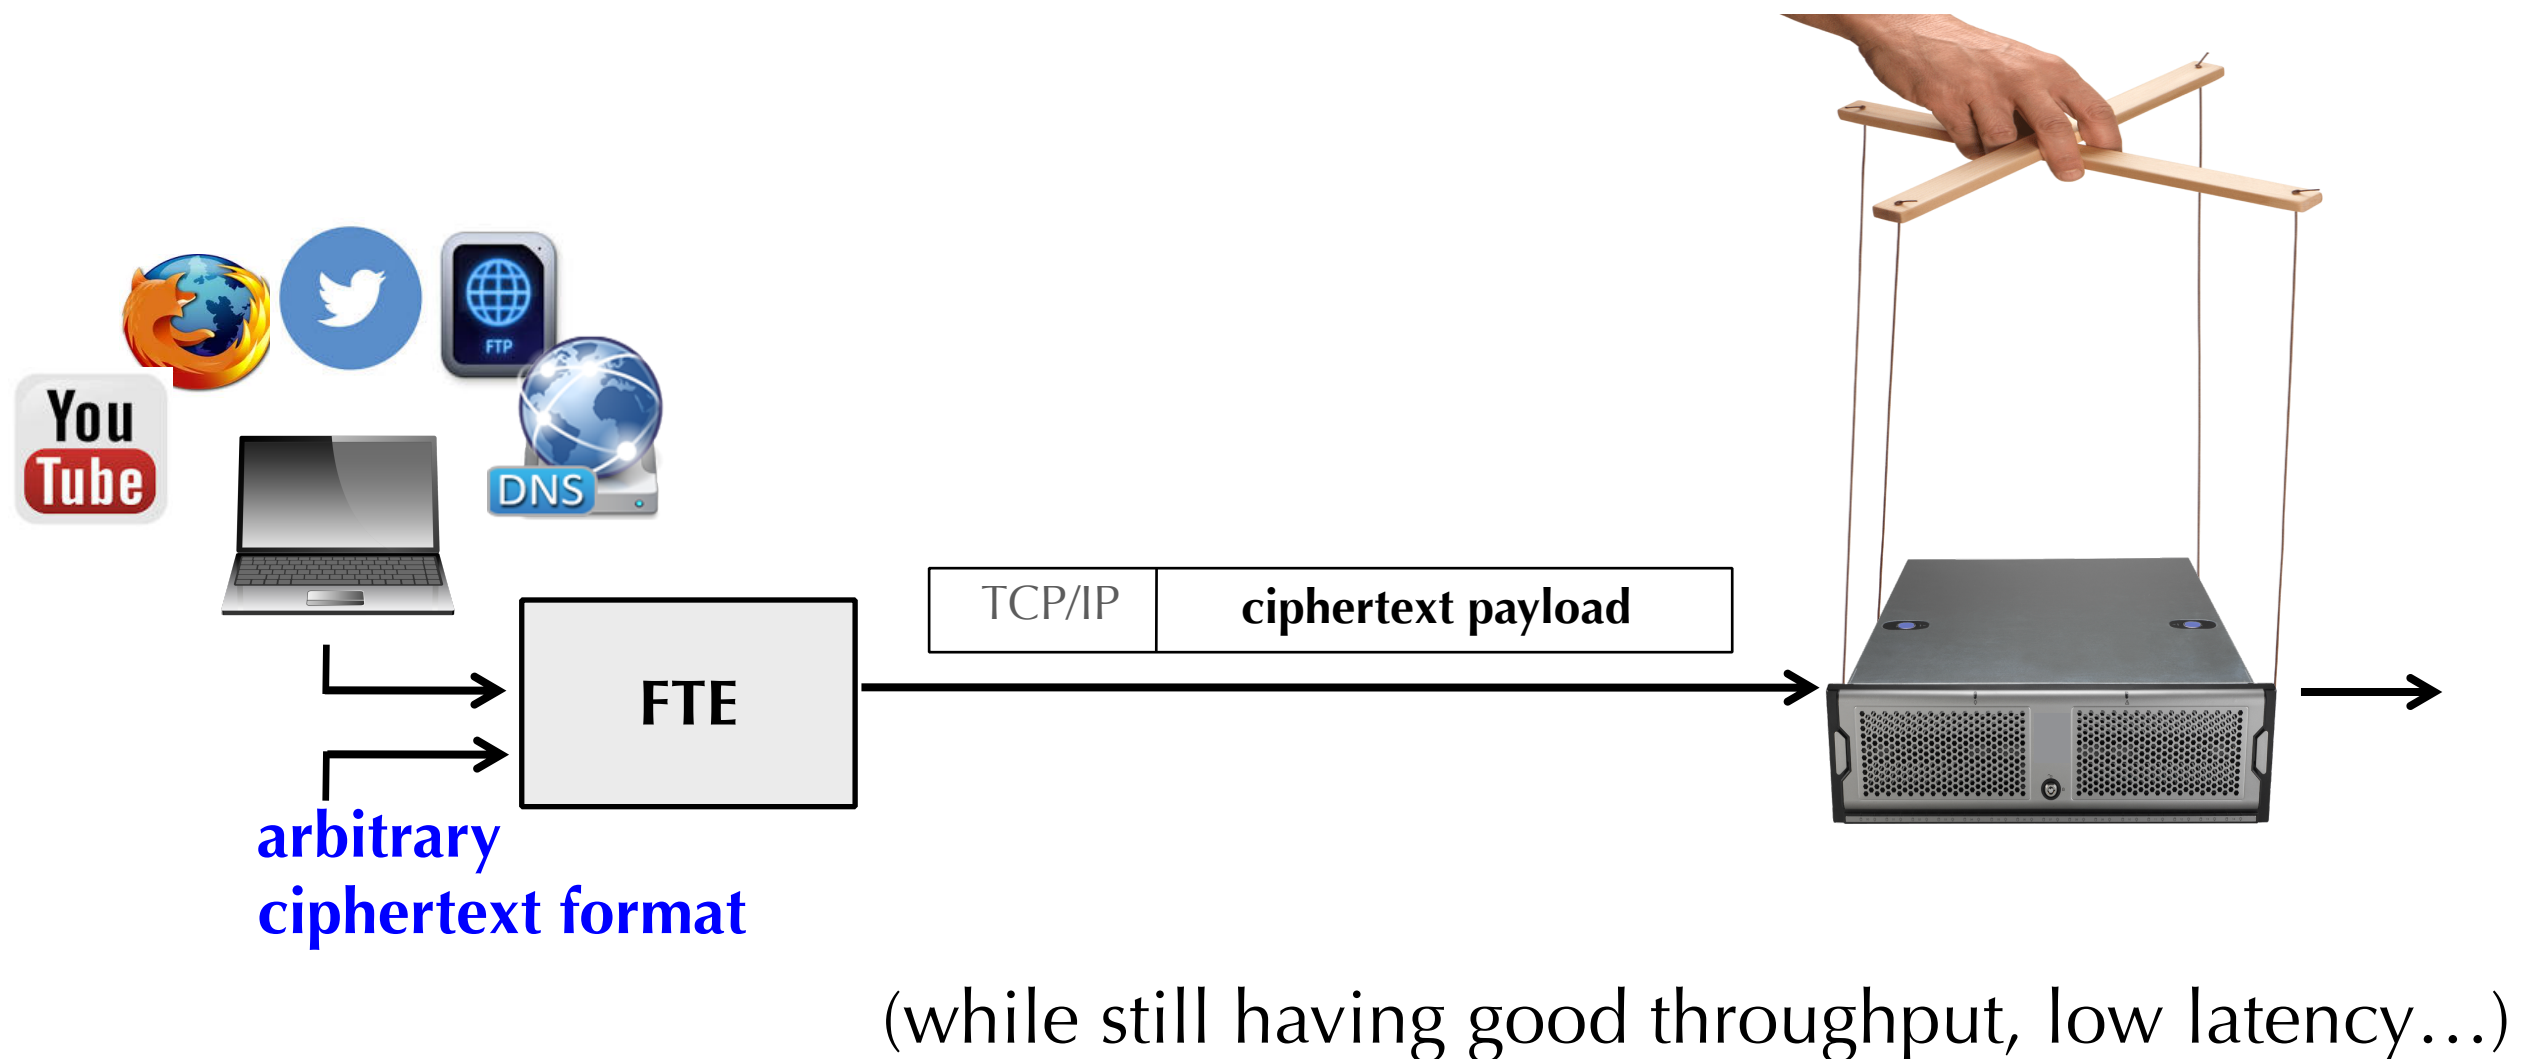 FTP
You
Tube
DNS
TCP/IP
ciphertext payload
FTE
arbitrary
ciphertext format
(while still having good throughput, low latency…)